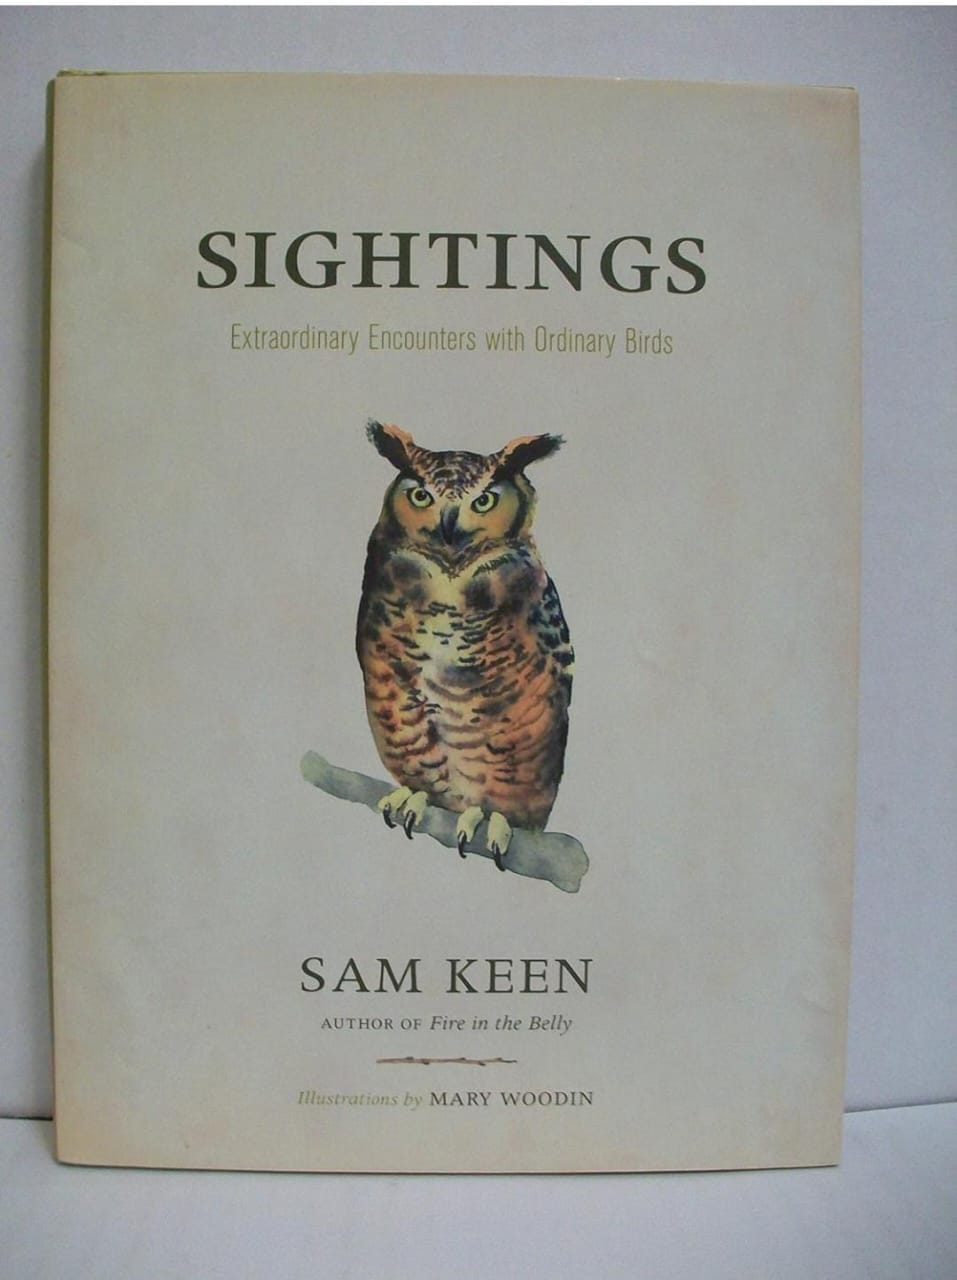 SIGHTINGS
Extraordinary Encounters with Ordinary Birds
SAM KEEN
AUTHOR OF Fire in the Belly
Illustrations by MARY WOODIN